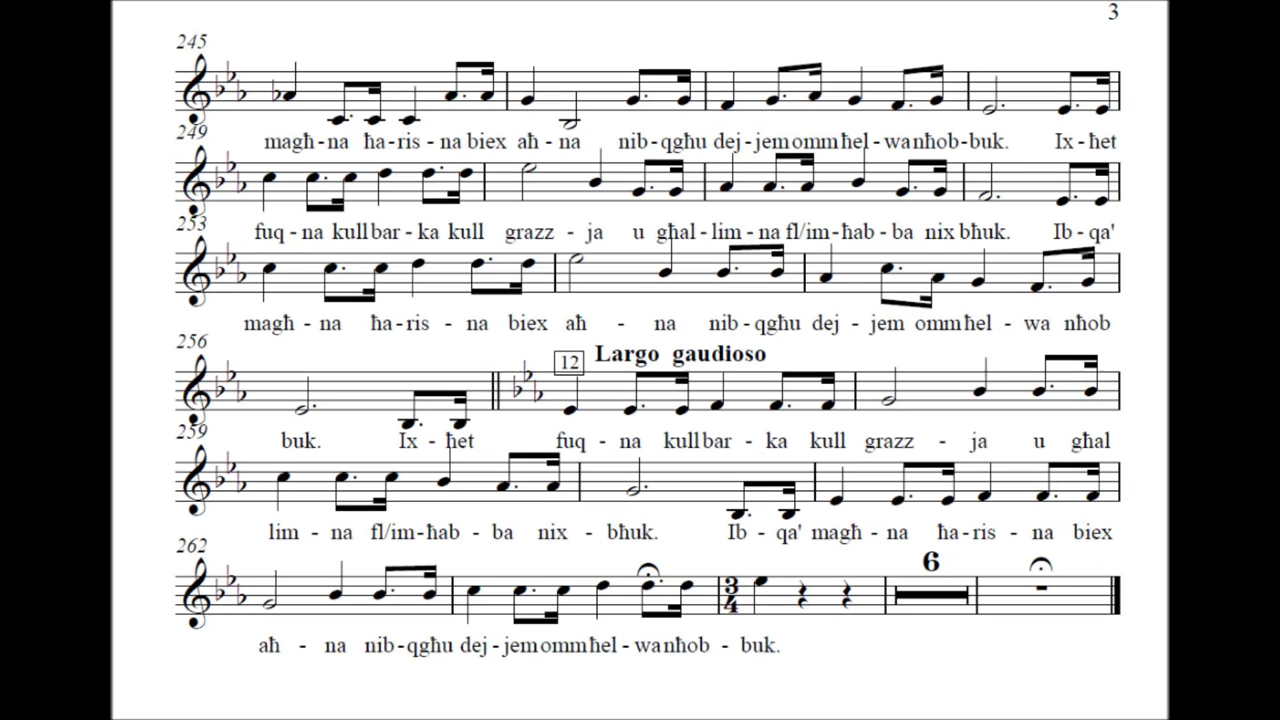 3
245
magħ-na ħa-ris-na biex aħ-na nib-qgħu dej-jem omm ħel-wa nħob-buk. Ix-ħet
249
fuq-na kull bar-ka kull grazz-ja u għal-lim-na fl/im-ħab-ba nix bħuk. Ib-qa'
253
magħ-na ħa-ris-na biex aħ-na nib-qgħu dej-jem omm ħel-wa nħob
256
12 Largo gaudioso
buk. Ix-ħet fuq-na kull bar-ka kull grazz-ja u għal
259
lim-na fl/im-ħab-ba nix-bħuk. Ib-qa' magħ-na ħa-ris-na biex
262
6
3
4
aħ-na nib-qgħu dej-jem omm ħel-wa nħob-buk.